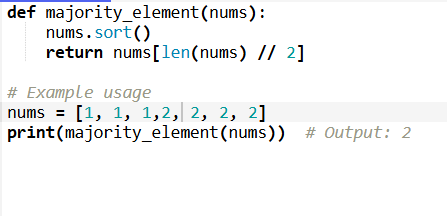 def majority_element(nums):
    nums.sort()
    return nums[len(nums) // 2]

# Example usage
nums = [1, 1, 1,2, 2, 2, 2]
print(majority_element(nums))  # Output: 2